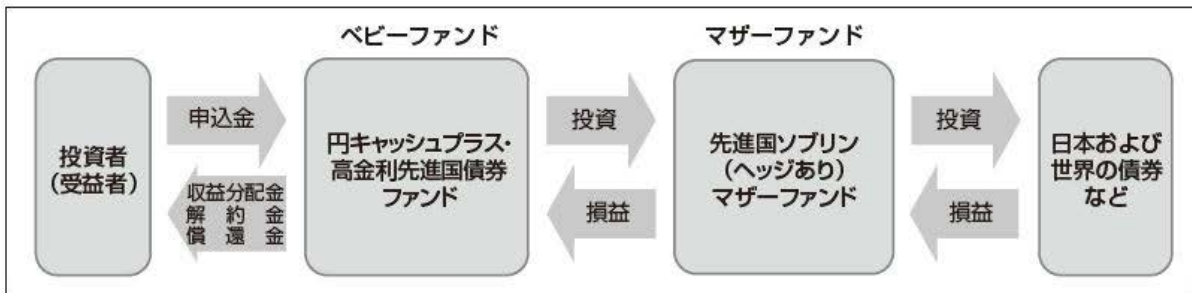 ベビーファンド
マザーファンド
投資者
(受益者)
申込金
収益分配金
解約金
償還金
円キャッシュプラス・
高金利先進国債券
ファンド
投資
損益
先進国ソブリン
(ヘッジあり)
マザーファンド
投資
損益
日本および
世界の債券
など